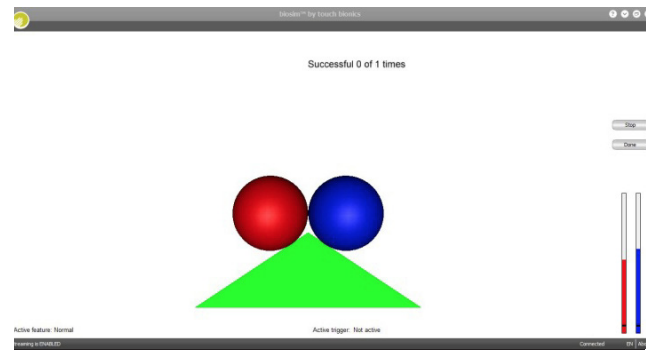 biosim™ by touch bionics
Successful 0 of 1 times
Stop
Done
Active feature: Normal
Active trigger: Not active
streaming is ENABLED
Connected
EN